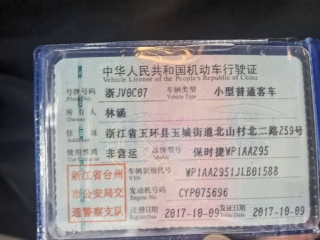 中华人民共和国机动车行驶证
Vehicle License of the People's Republic of China
号牌号码 浙JV0C07 车辆类型 小型普通客车
Plate No. Vehicle Type
所有人 林涵
住址 浙江省玉环县玉城街道北山村北二路259号
使用性质 非营运 品牌型号 保时捷WP1AA295
浙江省台州
市公安局交
通警察支队
车辆识别代号 WP1AA2951JLB01588
VIN
发动机号码 CYP075696
Engine No.
注册日期 2017-10-09 发证日期 2017-10-09